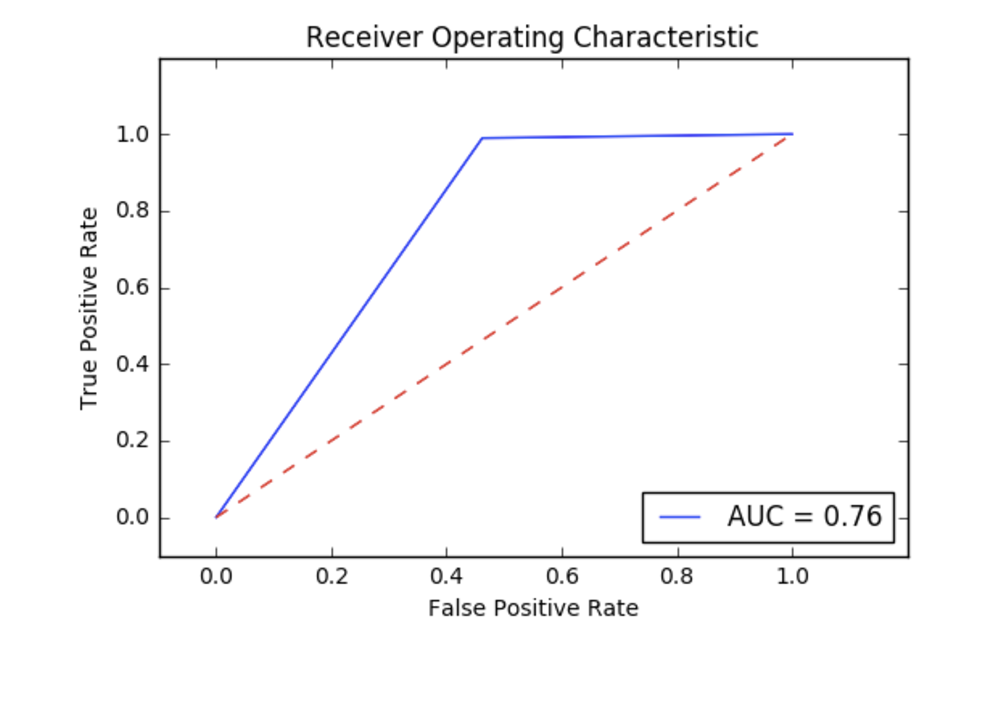 Receiver Operating Characteristic
1.0
0.8
0.6
0.4
0.2
0.0
True Positive Rate
AUC = 0.76
0.0 0.2 0.4 0.6 0.8 1.0
False Positive Rate